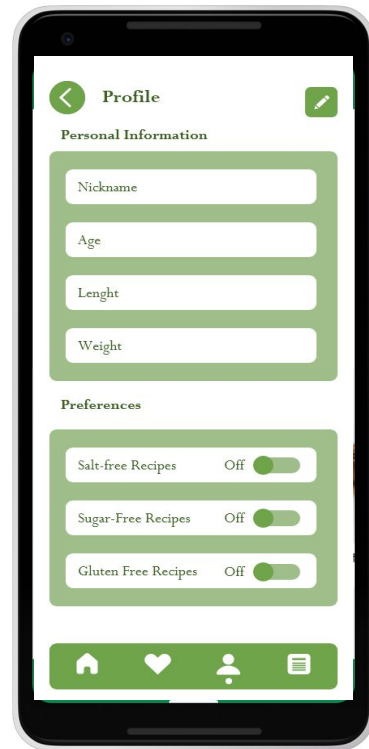 Profile
Personal Information
Nickname
Age
Lenght
Weight
Preferences
Salt-free Recipes Off
Sugar-Free Recipes Off
Gluten Free Recipes Off